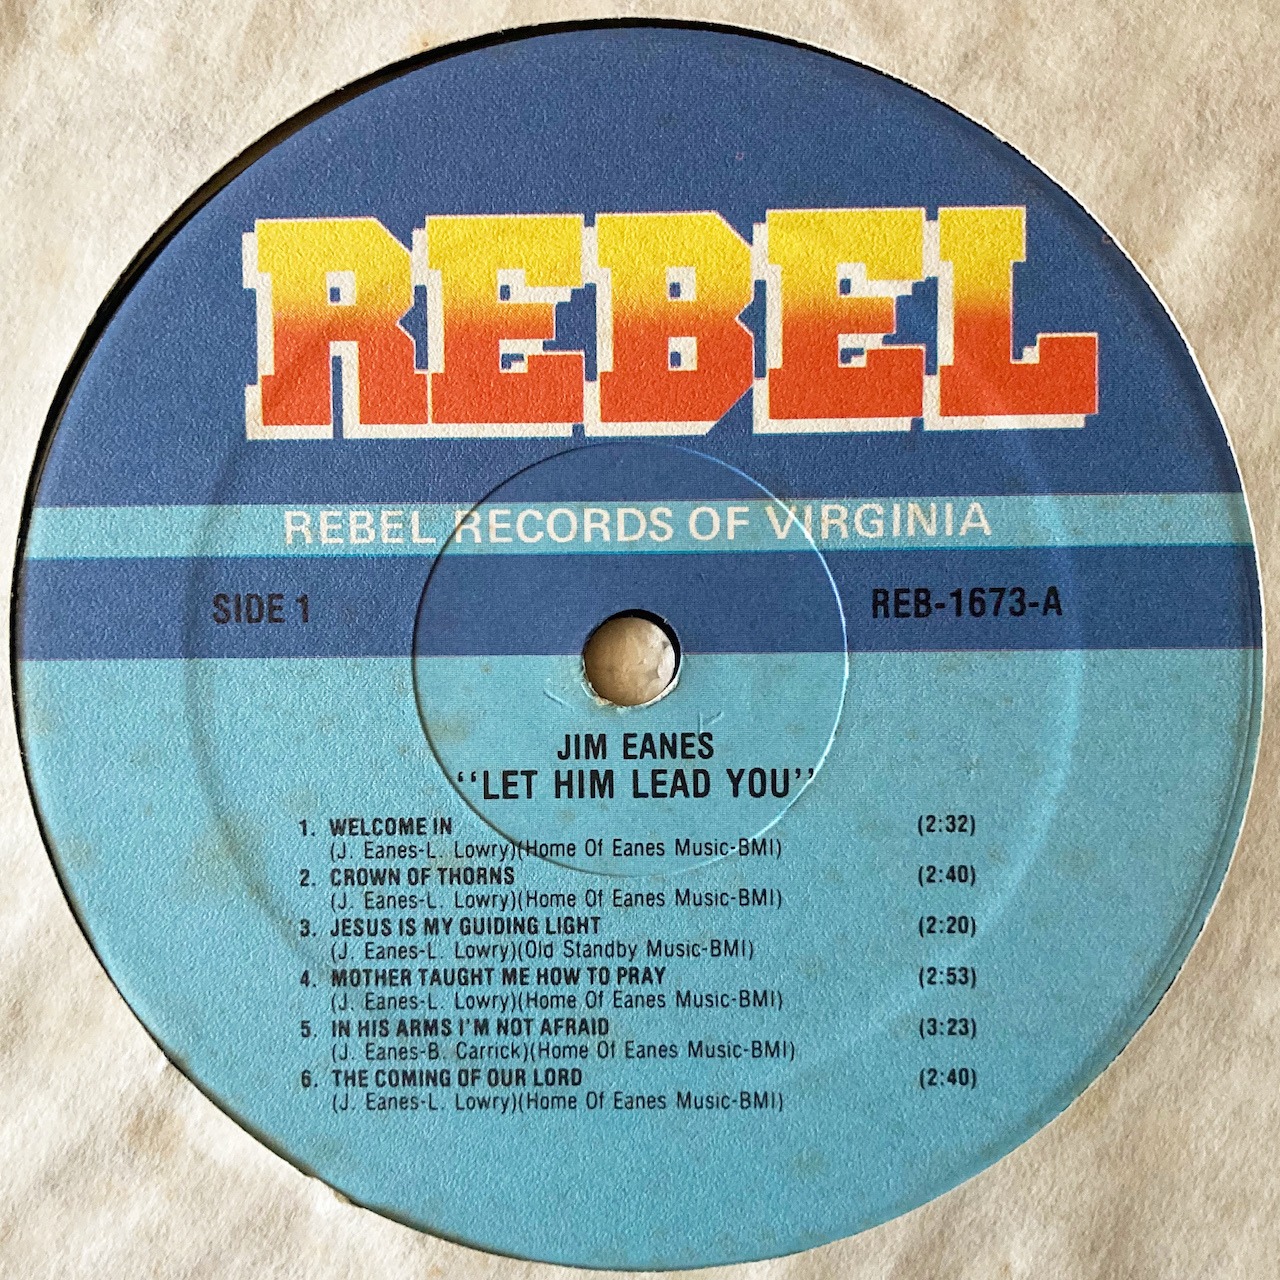 REBEL
REBEL RECORDS OF VIRGINIA
SIDE 1
REB-1673-A
JIM EANES
"LET HIM LEAD YOU"
1. WELCOME IN (2:32)
(J. Eanes-L. Lowry)(Home Of Eanes Music-BMI)
2. CROWN OF THORNS (2:40)
(J. Eanes-L. Lowry)(Home Of Eanes Music-BMI)
3. JESUS IS MY GUIDING LIGHT (2:20)
(J. Eanes-L. Lowry)(Old Standby Music-BMI)
4. MOTHER TAUGHT ME HOW TO PRAY (2:53)
(J. Eanes-L. Lowry)(Home Of Eanes Music-BMI)
5. IN HIS ARMS I'M NOT AFRAID (3:23)
(J. Eanes-B. Carrick)(Home Of Eanes Music-BMI)
6. THE COMING OF OUR LORD (2:40)
(J. Eanes-L. Lowry)(Home Of Eanes Music-BMI)